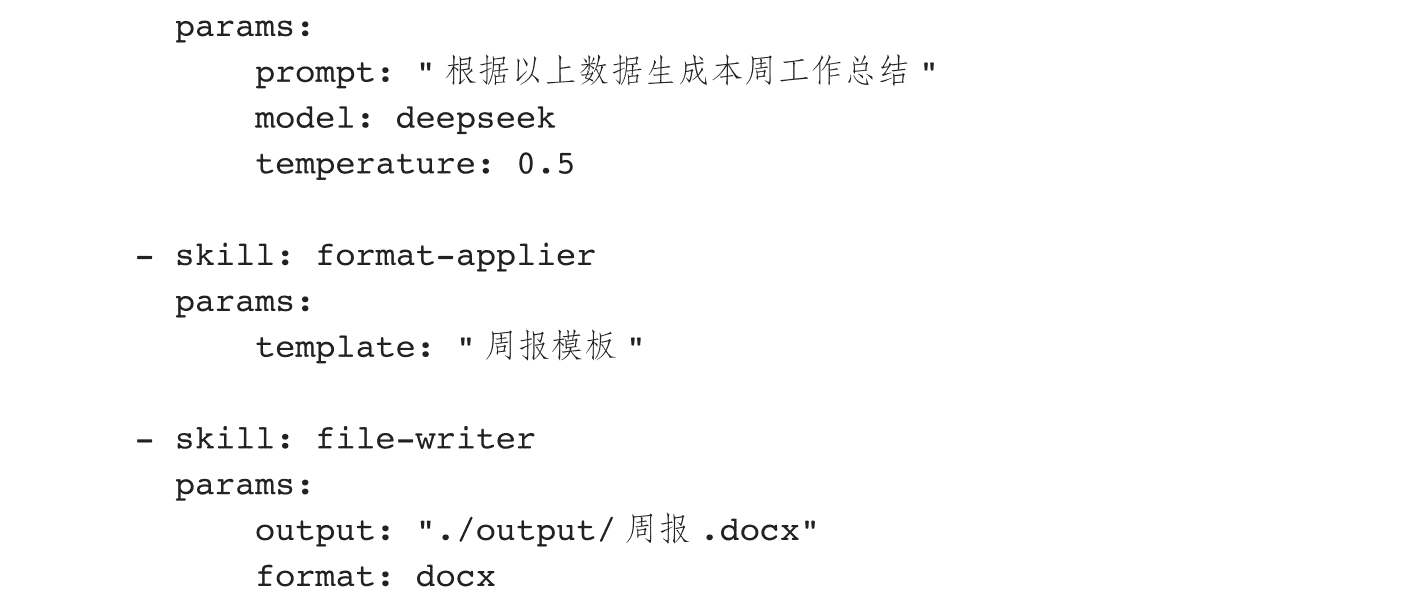 params:
prompt: "根据以上数据生成本周工作总结"
model: deepseek
temperature: 0.5
- skill: format-applier
params:
template: "周报模板"
- skill: file-writer
params:
output: "./output/周报.docx"
format: docx